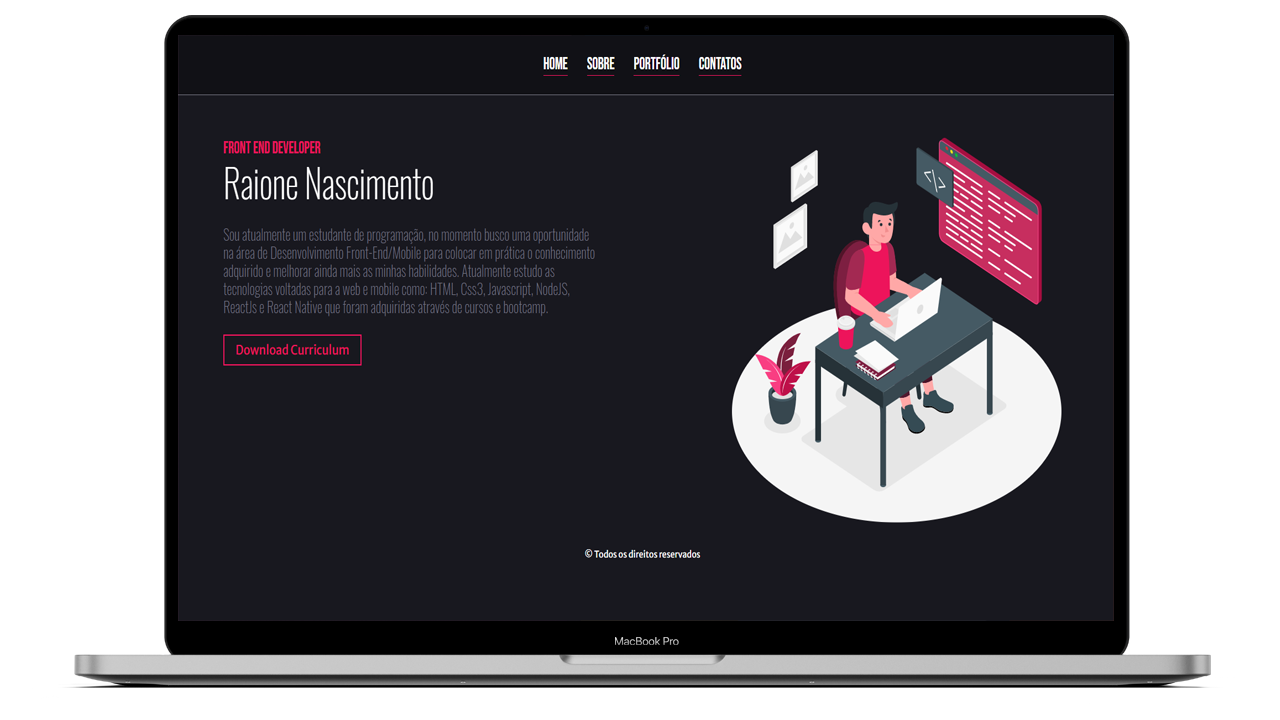 HOME SOBRE PORTFÓLIO CONTATOS
FRONT END DEVELOPER
Raione Nascimento
Sou atualmente um estudante de programação, no momento busco uma oportunidade
na área de Desenvolvimento Front-End/Mobile para colocar em prática o conhecimento
adquirido e melhorar ainda mais as minhas habilidades. Atualmente estudo as
tecnologias voltadas para a web e mobile como: HTML, Css3, Javascript, NodeJS,
ReactJs e React Native que foram adquiridas através de cursos e bootcamp.
Download Curriculum
</>
© Todos os direitos reservados
MacBook Pro